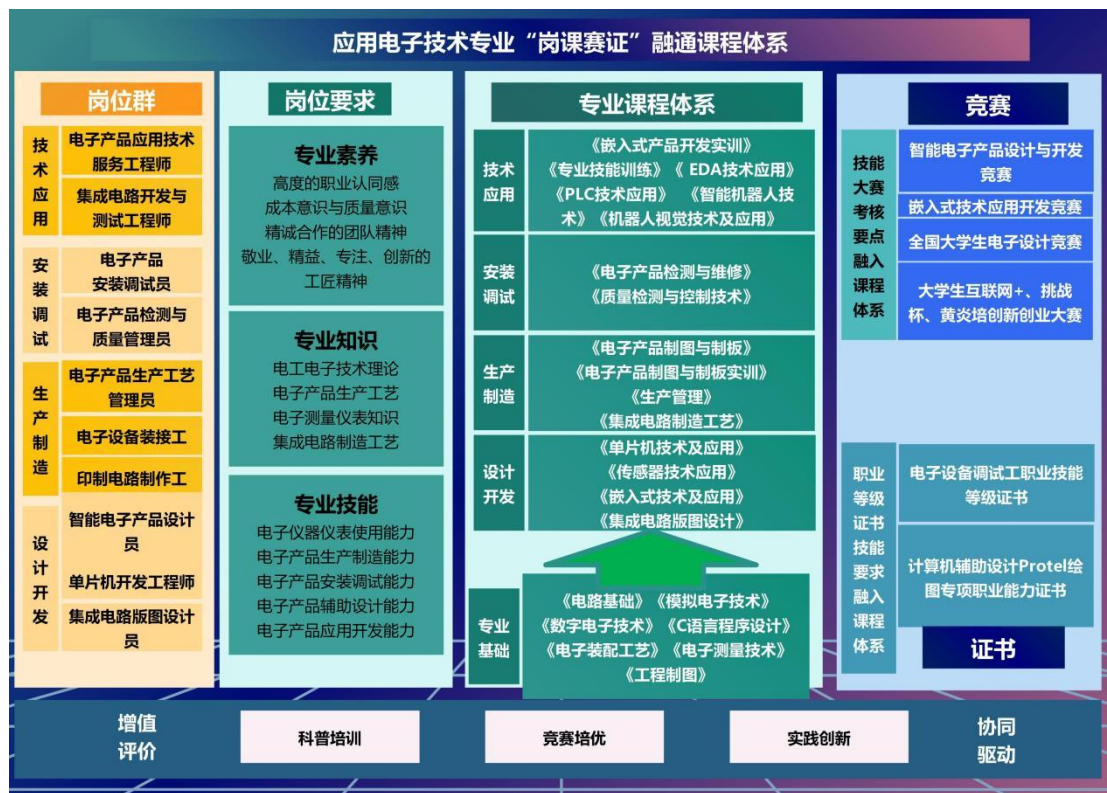 应用电子技术专业“岗课赛证”融通课程体系
岗位群
技术应用
电子产品应用技术
服务工程师
集成电路开发与
测试工程师
安装调试
电子产品
安装调试员
电子产品检测与
质量管理员
生产制造
电子产品生产工艺
管理员
电子设备装接工
印制电路制作工
设计开发
智能电子产品设计
员
单片机开发工程师
集成电路版图设计
员
岗位要求
专业素养
高度的职业认同感
成本意识与质量意识
精诚合作的团队精神
敬业、精益、专注、创新的
工匠精神
专业知识
电工电子技术理论
电子产品生产工艺
电子测量仪表知识
集成电路制造工艺
专业技能
电子仪器仪表使用能力
电子产品生产制造能力
电子产品安装调试能力
电子产品辅助设计能力
电子产品应用开发能力
专业课程体系
技术
应用
《嵌入式产品开发实训》
《专业技能训练》《 EDA技术应用》
《PLC技术应用》 《智能机器人技
术》《机器人视觉技术及应用》
安装
调试
《电子产品检测与维修》
《质量检测与控制技术》
生产
制造
《电子产品制图与制板》
《电子产品制图与制板实训》
《生产管理》
《集成电路制造工艺》
设计
开发
《单片机技术及应用》
《传感器技术应用》
《嵌入式技术及应用》
《集成电路版图设计》
专业
基础
《电路基础》《模拟电子技术》
《数字电子技术》《C语言程序设计》
《电子装配工艺》《电子测量技术》
《工程制图》
竞赛
技能
大赛
考核
要点
融入
课程
体系
智能电子产品设计与开发
竞赛
嵌入式技术应用开发竞赛
全国大学生电子设计竞赛
大学生互联网+、挑战
杯、黄炎培创新创业大赛
职业
等级
证书
技能
要求
融入
课程
体系
电子设备调试工职业技能
等级证书
计算机辅助设计Protel绘
图专项职业能力证书
证书
增值
评价
科普培训
竞赛培优
实践创新
协同
驱动